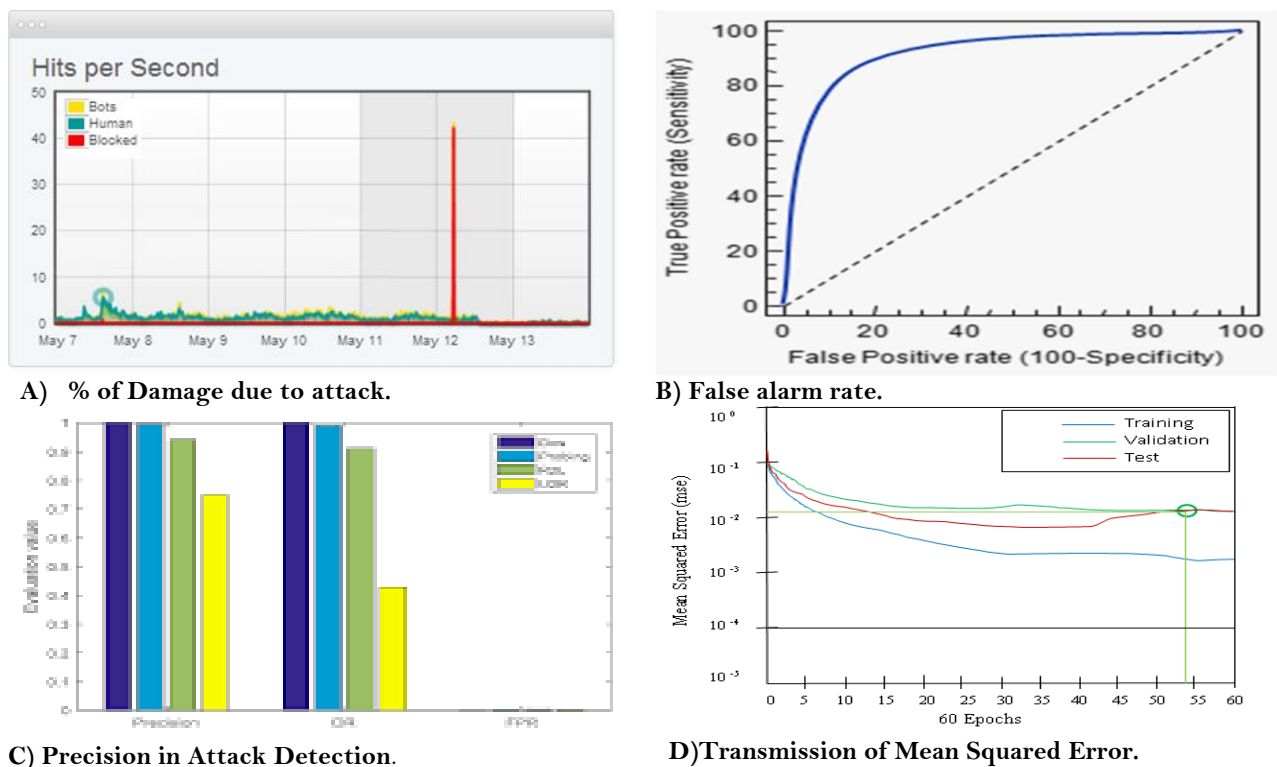 Hits per Second
50
Bots
Human
Blocked
40
30
20
10
0
May 7 May 8 May 9 May 10 May 11 May 12 May 13
A) % of Damage due to attack.
True Positive rate (Sensitivity)
100
80
60
40
20
0
0 20 40 60 80 100
False Positive rate (100-Specificity)
B) False alarm rate.
Evaluation value
1
0.9
0.8
0.7
0.6
0.5
0.4
0.3
0.2
0.1
0
Probing
Precision DR FPR
C) Precision in Attack Detection.
Mean Squared Error (mse)
10⁰
10⁻¹
10⁻²
10⁻³
10⁻⁴
10⁻⁵
Training
Validation
Test
0 5 10 15 20 25 30 35 40 45 50 55 60
60 Epochs
D)Transmission of Mean Squared Error.